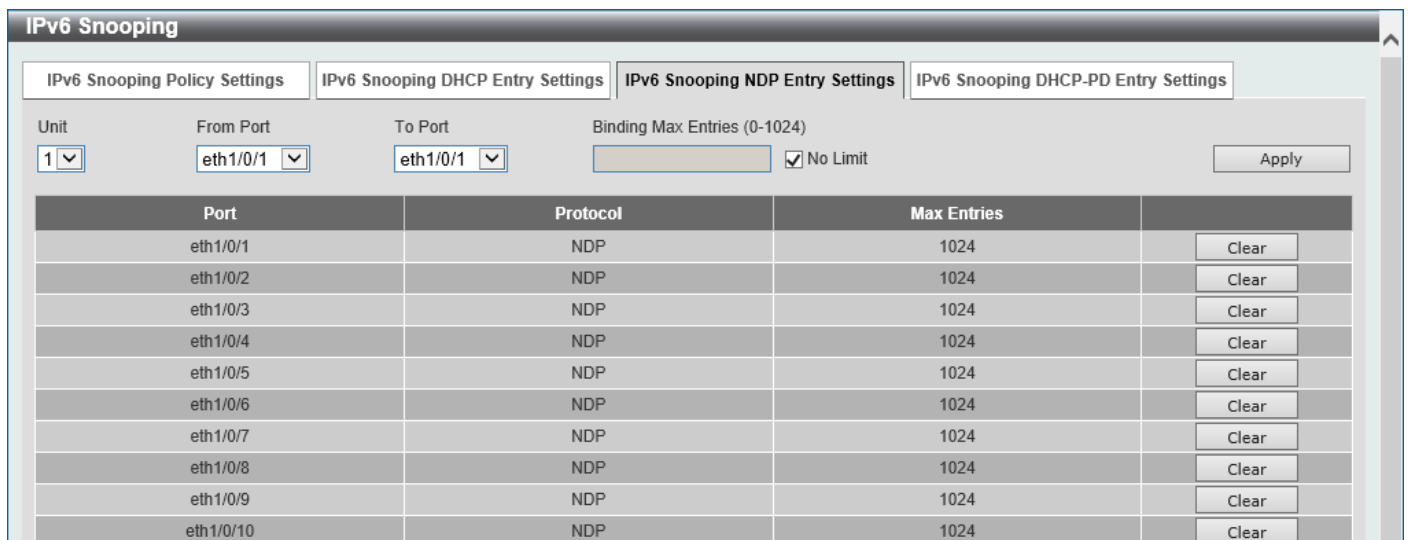 IPv6 Snooping
IPv6 Snooping Policy Settings IPv6 Snooping DHCP Entry Settings IPv6 Snooping NDP Entry Settings IPv6 Snooping DHCP-PD Entry Settings
Unit From Port To Port Binding Max Entries (0-1024)
1 eth1/0/1 eth1/0/1 No Limit Apply
Port Protocol Max Entries
eth1/0/1 NDP 1024 Clear
eth1/0/2 NDP 1024 Clear
eth1/0/3 NDP 1024 Clear
eth1/0/4 NDP 1024 Clear
eth1/0/5 NDP 1024 Clear
eth1/0/6 NDP 1024 Clear
eth1/0/7 NDP 1024 Clear
eth1/0/8 NDP 1024 Clear
eth1/0/9 NDP 1024 Clear
eth1/0/10 NDP 1024 Clear